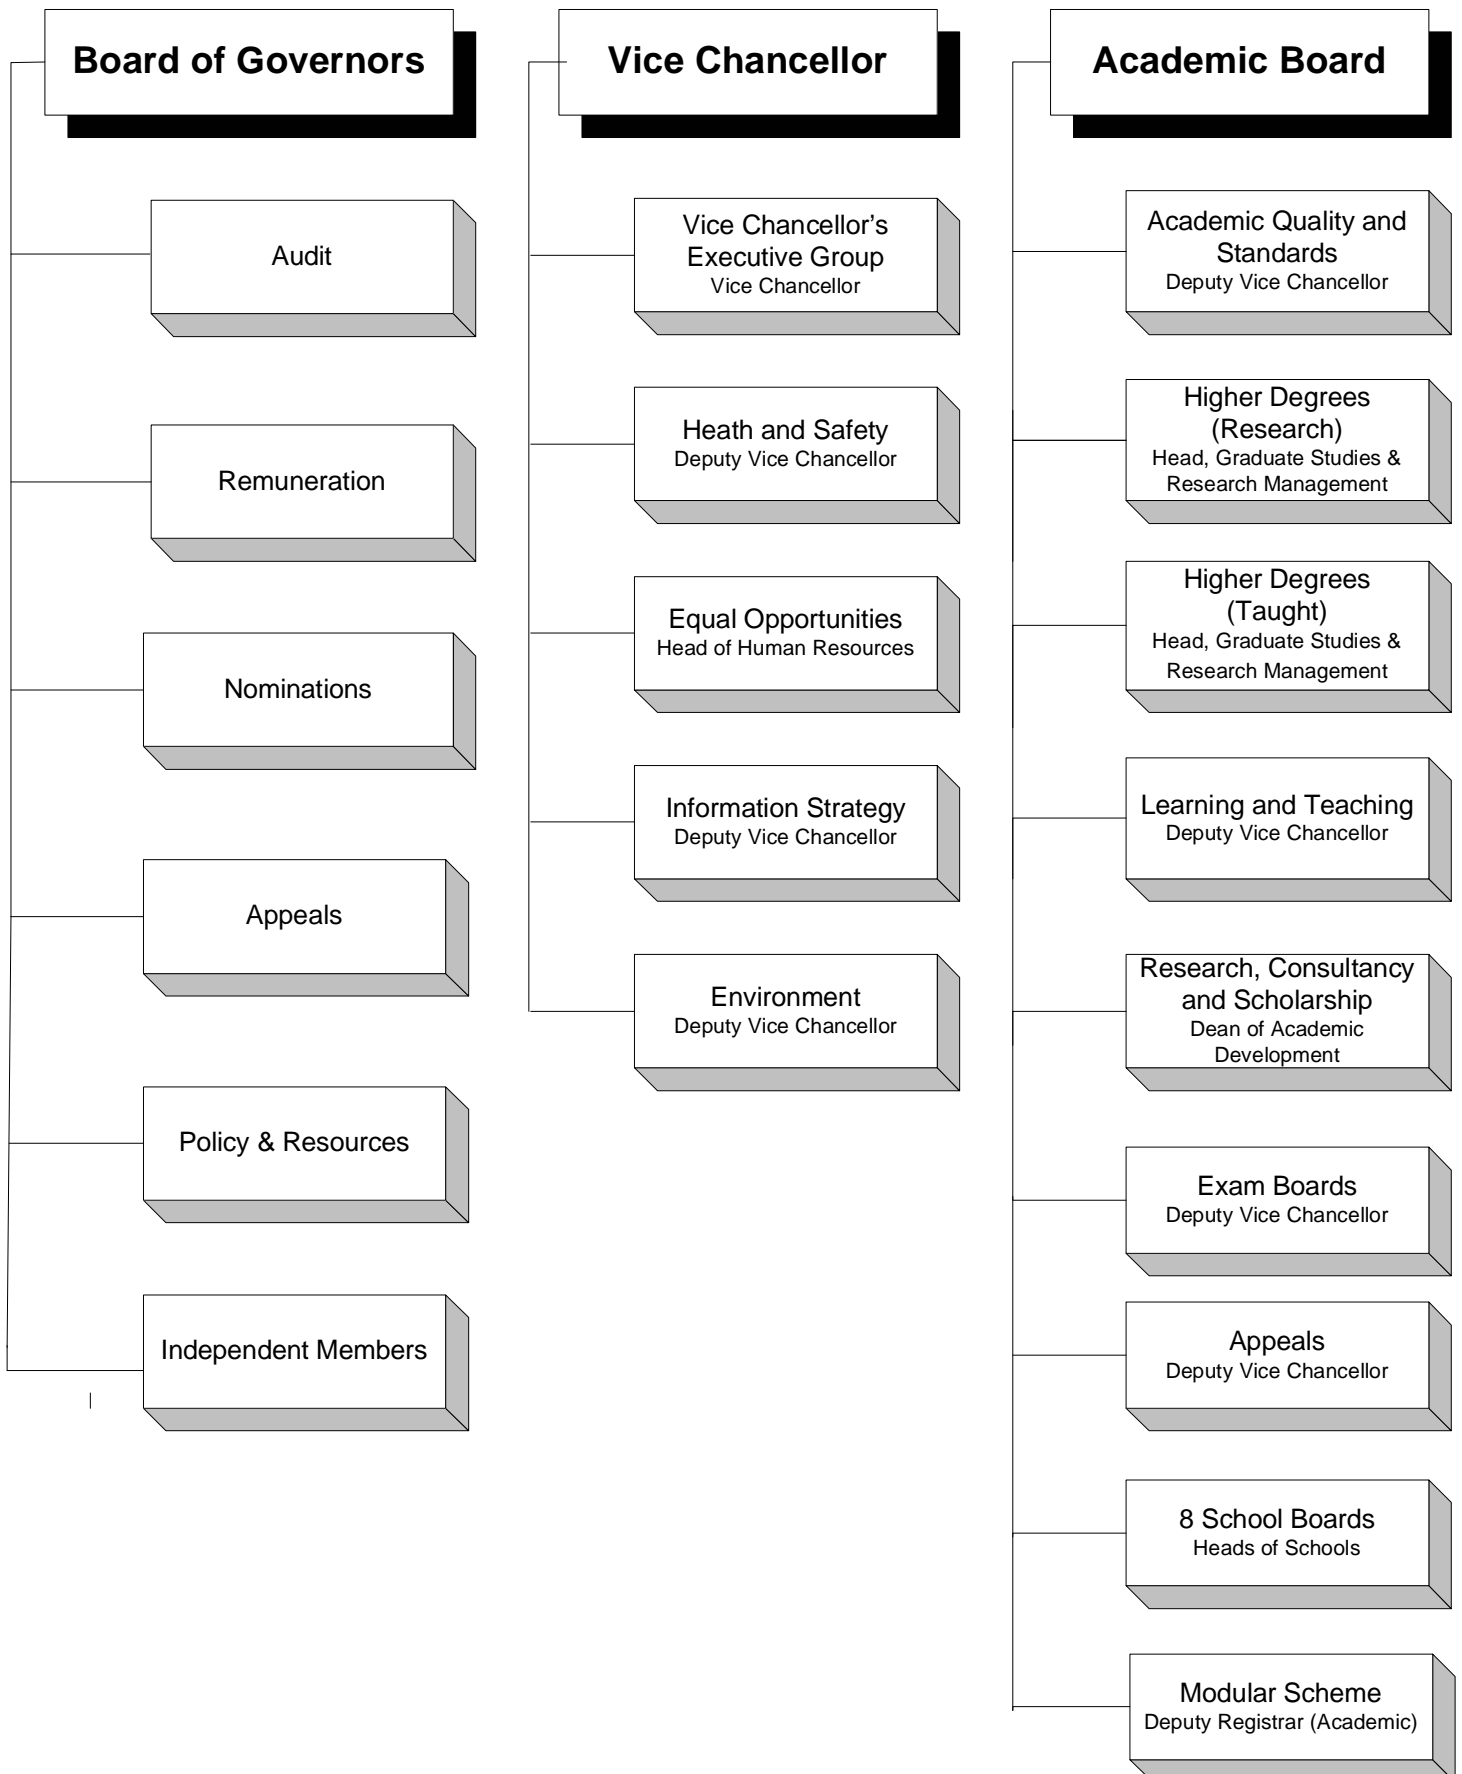 Board of Governors
Audit
Remuneration
Nominations
Appeals
Policy & Resources
Independent Members
Vice Chancellor
Vice Chancellor’s
Executive Group
Vice Chancellor
Heath and Safety
Deputy Vice Chancellor
Equal Opportunities
Head of Human Resources
Information Strategy
Deputy Vice Chancellor
Environment
Deputy Vice Chancellor
Academic Board
Academic Quality and
Standards
Deputy Vice Chancellor
Higher Degrees
(Research)
Head, Graduate Studies &
Research Management
Higher Degrees
(Taught)
Head, Graduate Studies &
Research Management
Learning and Teaching
Deputy Vice Chancellor
Research, Consultancy
and Scholarship
Dean of Academic
Development
Exam Boards
Deputy Vice Chancellor
Appeals
Deputy Vice Chancellor
8 School Boards
Heads of Schools
Modular Scheme
Deputy Registrar (Academic)